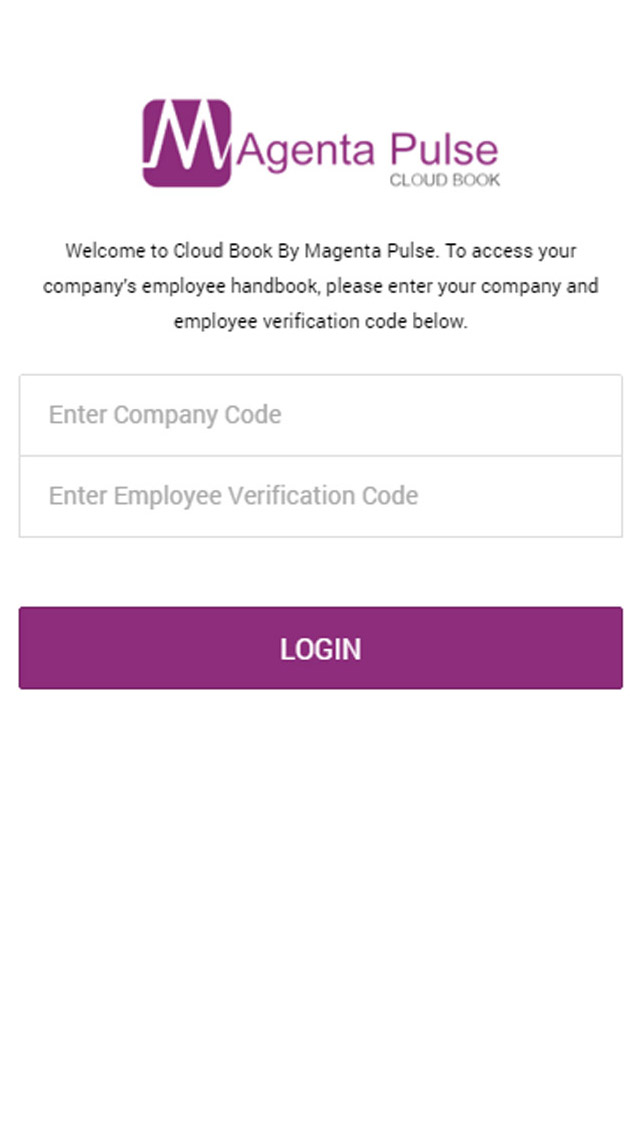 MAgenta Pulse
CLOUD BOOK
Welcome to Cloud Book By Magenta Pulse. To access your
company's employee handbook, please enter your company and
employee verification code below.
Enter Company Code
Enter Employee Verification Code
LOGIN